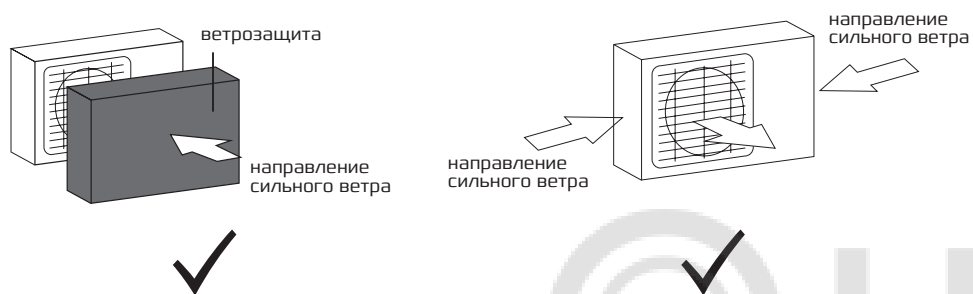 ветрозащита
направление
сильного ветра
направление
сильного ветра
направление
сильного ветра